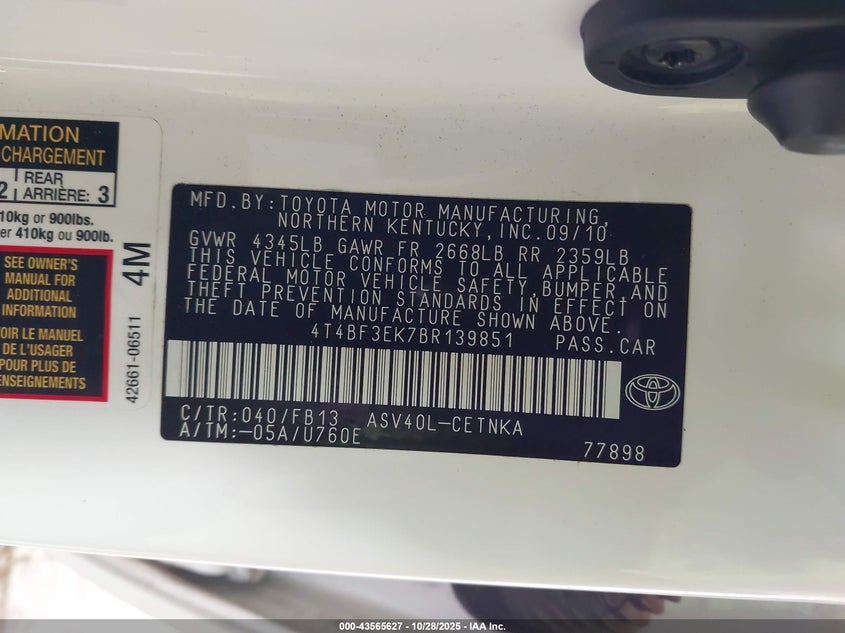 MATION
CHARGEMENT
2 REAR
ARRIÈRE: 3
10kg or 900lbs.
er 410kg ou 900lb.
SEE OWNER'S
MANUAL FOR
ADDITIONAL
INFORMATION
OIR LE MANUEL
DE L'USAGER
POUR PLUS DE
ENSEIGNEMENTS
4M
42661-06511
MFD.BY:TOYOTA MOTOR MANUFACTURING,
NORTHERN KENTUCKY,INC.09/10
GVWR 4345LB GAWR FR 2668LB RR 2359LB
THIS VEHICLE CONFORMS TO ALL APPLICABLE
FEDERAL MOTOR VEHICLE SAFETY,BUMPER,AND
THEFT PREVENTION STANDARDS IN EFFECT ON
THE DATE OF MANUFACTURE SHOWN ABOVE.
4T4BF3EK7BR139851 PASS.CAR
C/TR:040/FB13 ASV40L-CETNKA
A/TM:-05A/U760E
77898
000-43565627 | 10/28/2025 - IAA Inc.